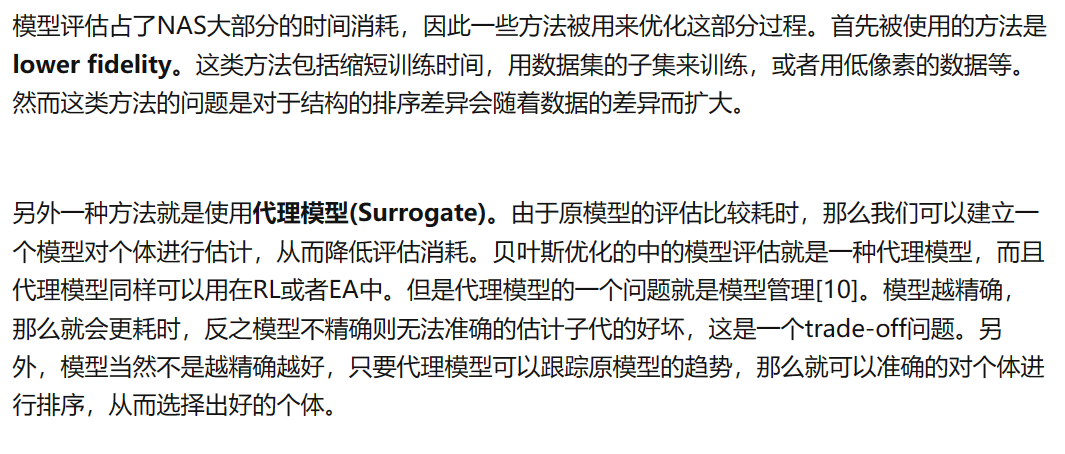 模型评估占了NAS大部分的时间消耗，因此一些方法被用来优化这部分过程。首先被使用的方法是
lower fidelity。这类方法包括缩短训练时间，用数据集的子集来训练，或者用低像素的数据等。
然而这类方法的问题是对于结构的排序差异会随着数据的差异而扩大。
另外一种方法就是使用代理模型(Surrogate)。由于原模型的评估比较耗时，那么我们可以建立一
个模型对个体进行估计，从而降低评估消耗。贝叶斯优化的中的模型评估就是一种代理模型，而且
代理模型同样可以用在RL或者EA中。但是代理模型的一个问题就是模型管理[10]。模型越精确，
那么就会更耗时，反之模型不精确则无法准确的估计子代的好坏，这是一个trade-off问题。另
外，模型当然不是越精确越好，只要代理模型可以跟踪原模型的趋势，那么就可以准确的对个体进
行排序，从而选择出好的个体。